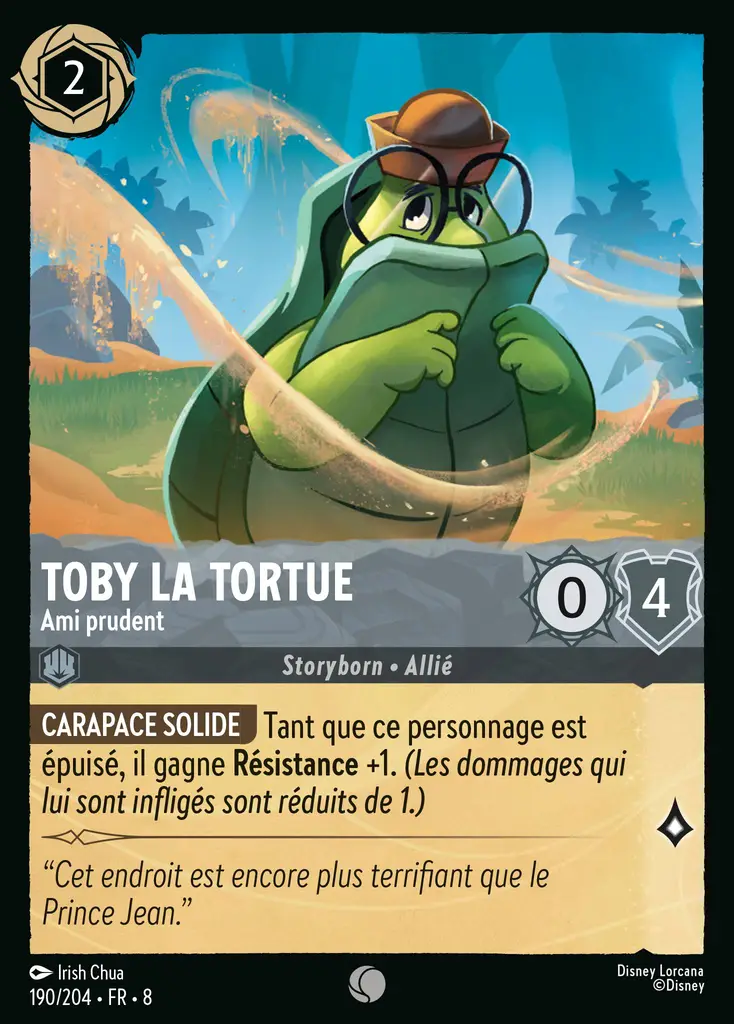 2
TOBY LA TORTUE
Ami prudent
0
4
Storyborn • Allié
CARAPACE SOLIDE Tant que ce personnage est
épuisé, il gagne Résistance +1. (Les dommages qui
lui sont infligés sont réduits de 1.)
“Cet endroit est encore plus terrifiant que le
Prince Jean.”
Irish Chua
190/204 • FR • 8
Disney Lorcana
©Disney